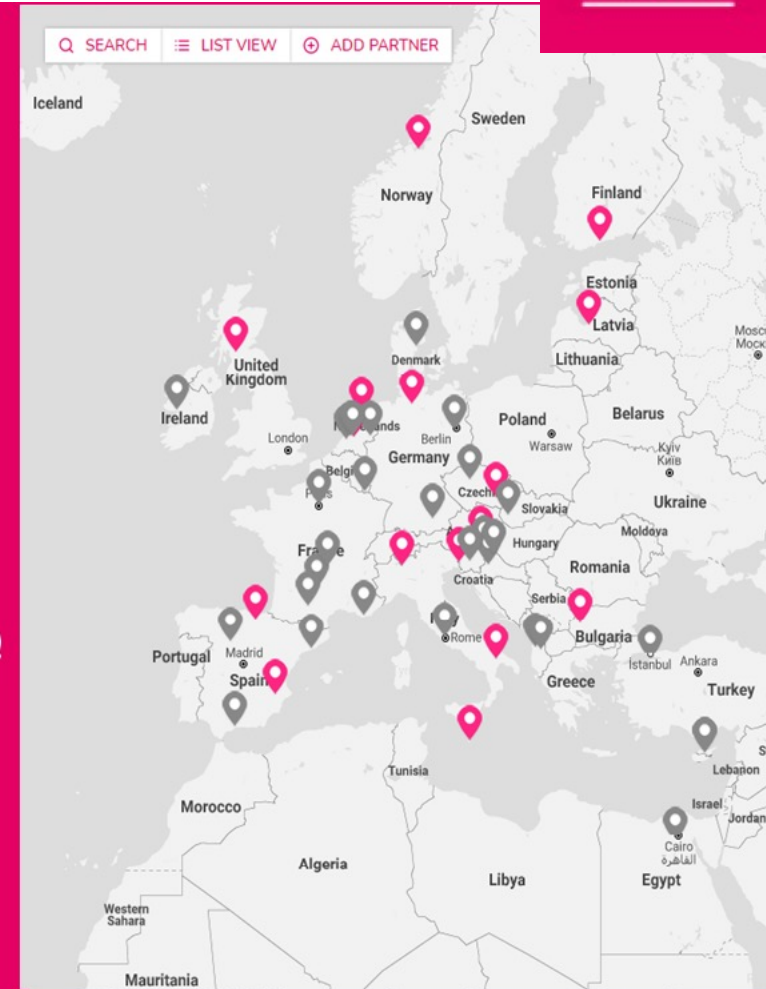 SEARCH
LIST VIEW
ADD PARTNER
Iceland
Sweden
Norway
Finland
Estonia
Latvia
Lithuania
Denmark
United
Kingdom
Ireland
London
Berlin
Poland
Warsaw
Belarus
Germany
Kyiv
Київ
Ukraine
Slovakia
Moldova
Hungary
Romania
Croatia
Serbia
Bulgaria
Rome
Portugal
Madrid
Spain
Greece
Istanbul
Ankara
Turkey
Tunisia
Lebanon
Israel
Jordan
Morocco
Cairo
القاهرة
Algeria
Libya
Egypt
Western
Sahara
Mauritania